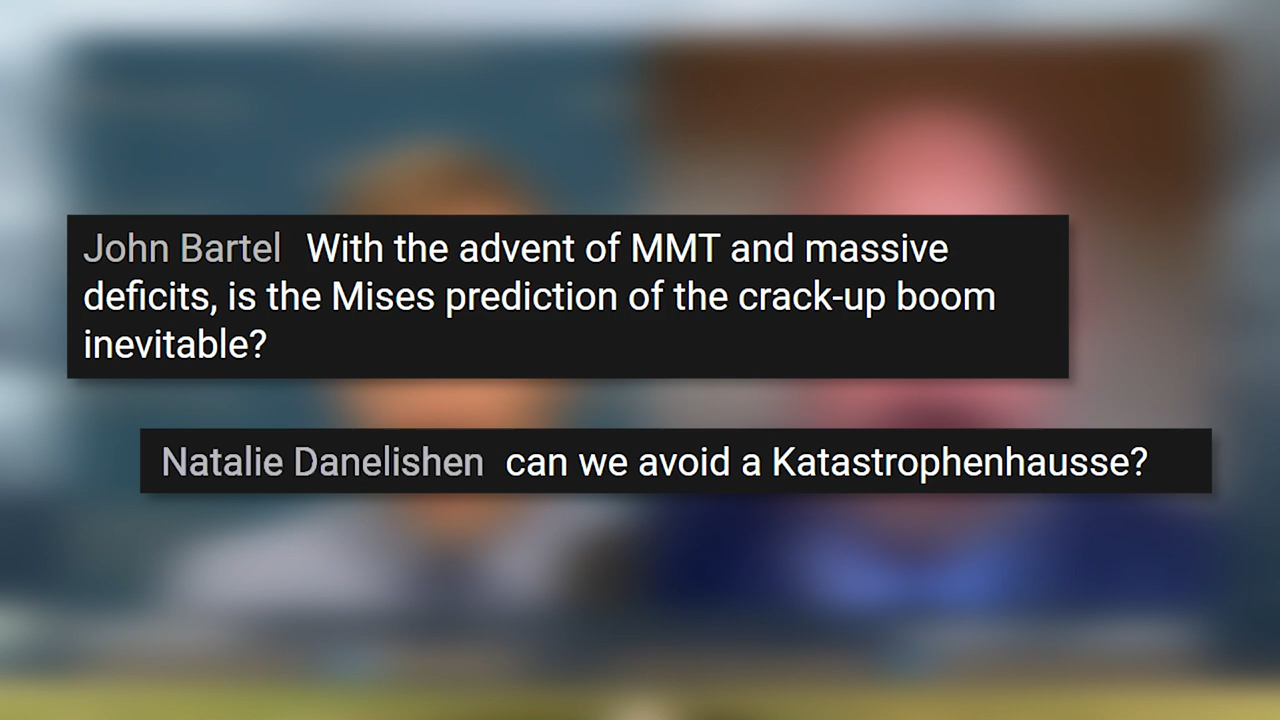 John Bartel With the advent of MMT and massive
deficits, is the Mises prediction of the crack-up boom
inevitable?
Natalie Danelishen can we avoid a Katastrophenhausse?